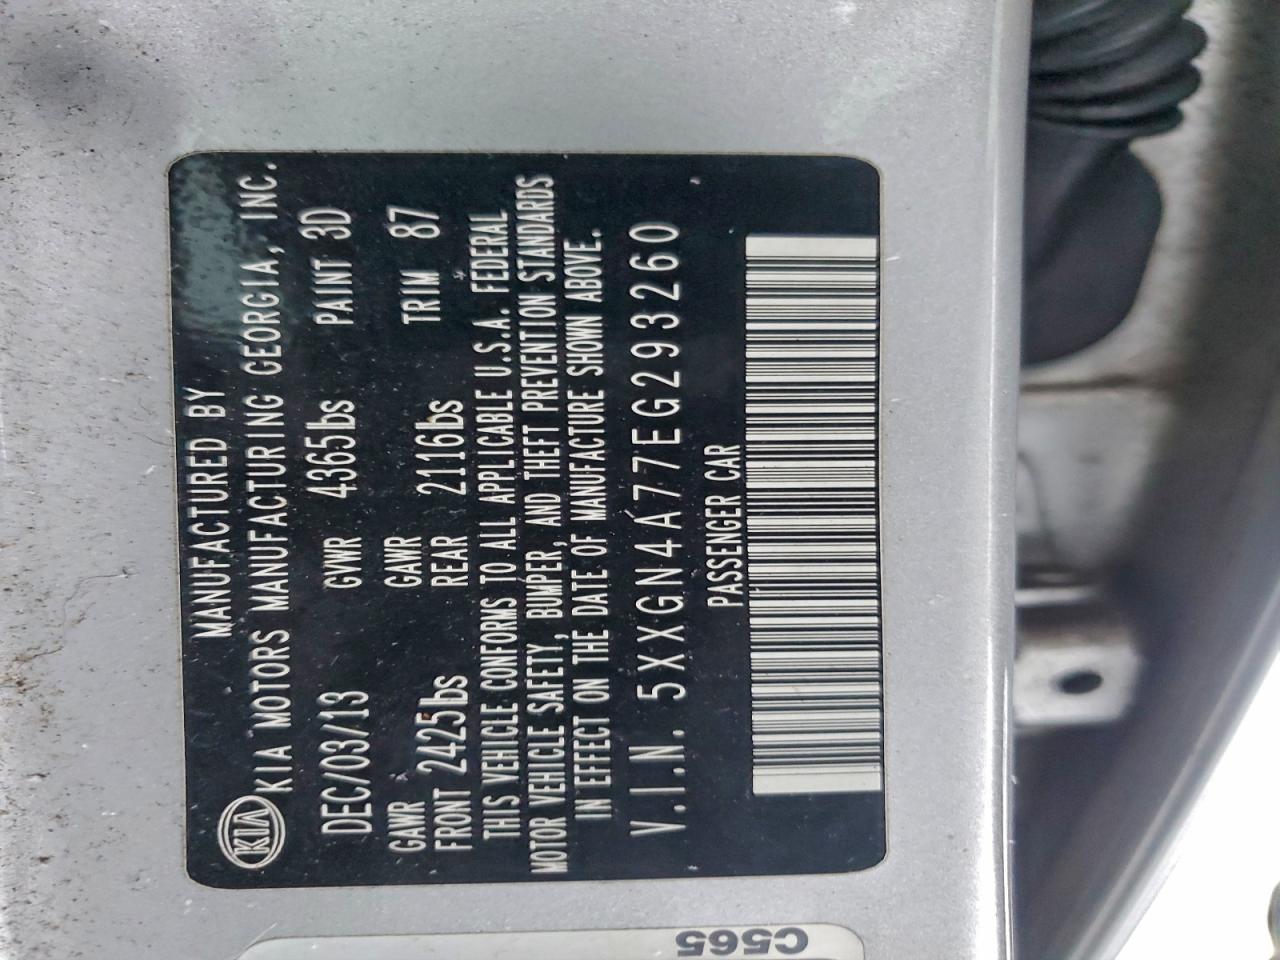 MANUFACTURED BY
KIA KIA MOTORS MANUFACTURING GEORGIA, INC.
DEC/03/13 GVWR 4365lbs PAINT 3D
GAWR FRONT 2425lbs GAWR REAR 2116lbs TRIM 87
THIS VEHICLE CONFORMS TO ALL APPLICABLE U.S.A. FEDERAL
MOTOR VEHICLE SAFETY, BUMPER, AND THEFT PREVENTION STANDARDS
IN EFFECT ON THE DATE OF MANUFACTURE SHOWN ABOVE.
V.I.N. 5XXGN4A77EG293260
PASSENGER CAR
C565